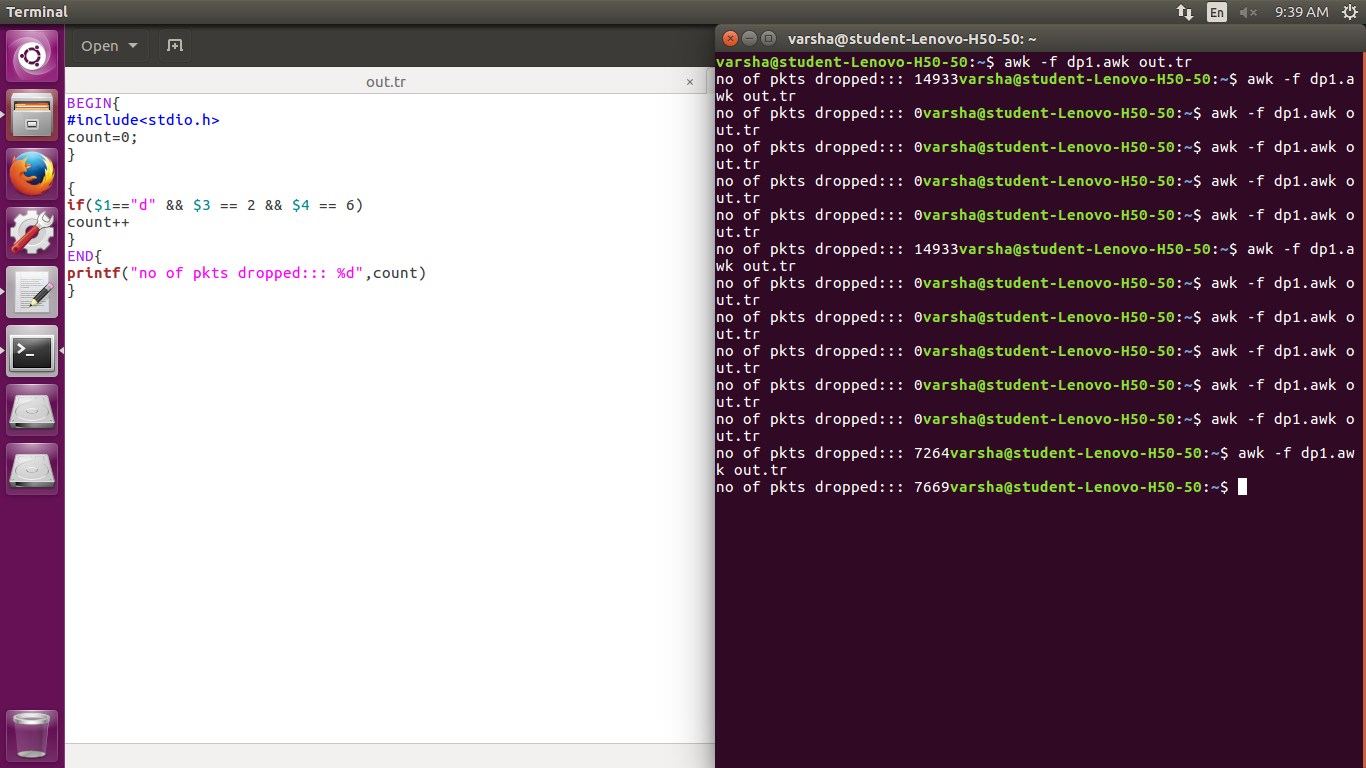 Terminal
En
9:39 AM
Open
out.tr ×
BEGIN{
#include<stdio.h>
count=0;
}
{
if($1=="d" && $3 == 2 && $4 == 6)
count++
}
END{
printf("no of pkts dropped::: %d",count)
}
varsha@student-Lenovo-H50-50: ~
varsha@student-Lenovo-H50-50:~$ awk -f dp1.awk out.tr
no of pkts dropped::: 14933varsha@student-Lenovo-H50-50:~$ awk -f dp1.a
wk out.tr
no of pkts dropped::: 0varsha@student-Lenovo-H50-50:~$ awk -f dp1.awk o
ut.tr
no of pkts dropped::: 0varsha@student-Lenovo-H50-50:~$ awk -f dp1.awk o
ut.tr
no of pkts dropped::: 0varsha@student-Lenovo-H50-50:~$ awk -f dp1.awk o
ut.tr
no of pkts dropped::: 0varsha@student-Lenovo-H50-50:~$ awk -f dp1.awk o
ut.tr
no of pkts dropped::: 14933varsha@student-Lenovo-H50-50:~$ awk -f dp1.a
wk out.tr
no of pkts dropped::: 0varsha@student-Lenovo-H50-50:~$ awk -f dp1.awk o
ut.tr
no of pkts dropped::: 0varsha@student-Lenovo-H50-50:~$ awk -f dp1.awk o
ut.tr
no of pkts dropped::: 0varsha@student-Lenovo-H50-50:~$ awk -f dp1.awk o
ut.tr
no of pkts dropped::: 0varsha@student-Lenovo-H50-50:~$ awk -f dp1.awk o
ut.tr
no of pkts dropped::: 0varsha@student-Lenovo-H50-50:~$ awk -f dp1.awk o
ut.tr
no of pkts dropped::: 7264varsha@student-Lenovo-H50-50:~$ awk -f dp1.aw
k out.tr
no of pkts dropped::: 7669varsha@student-Lenovo-H50-50:~$